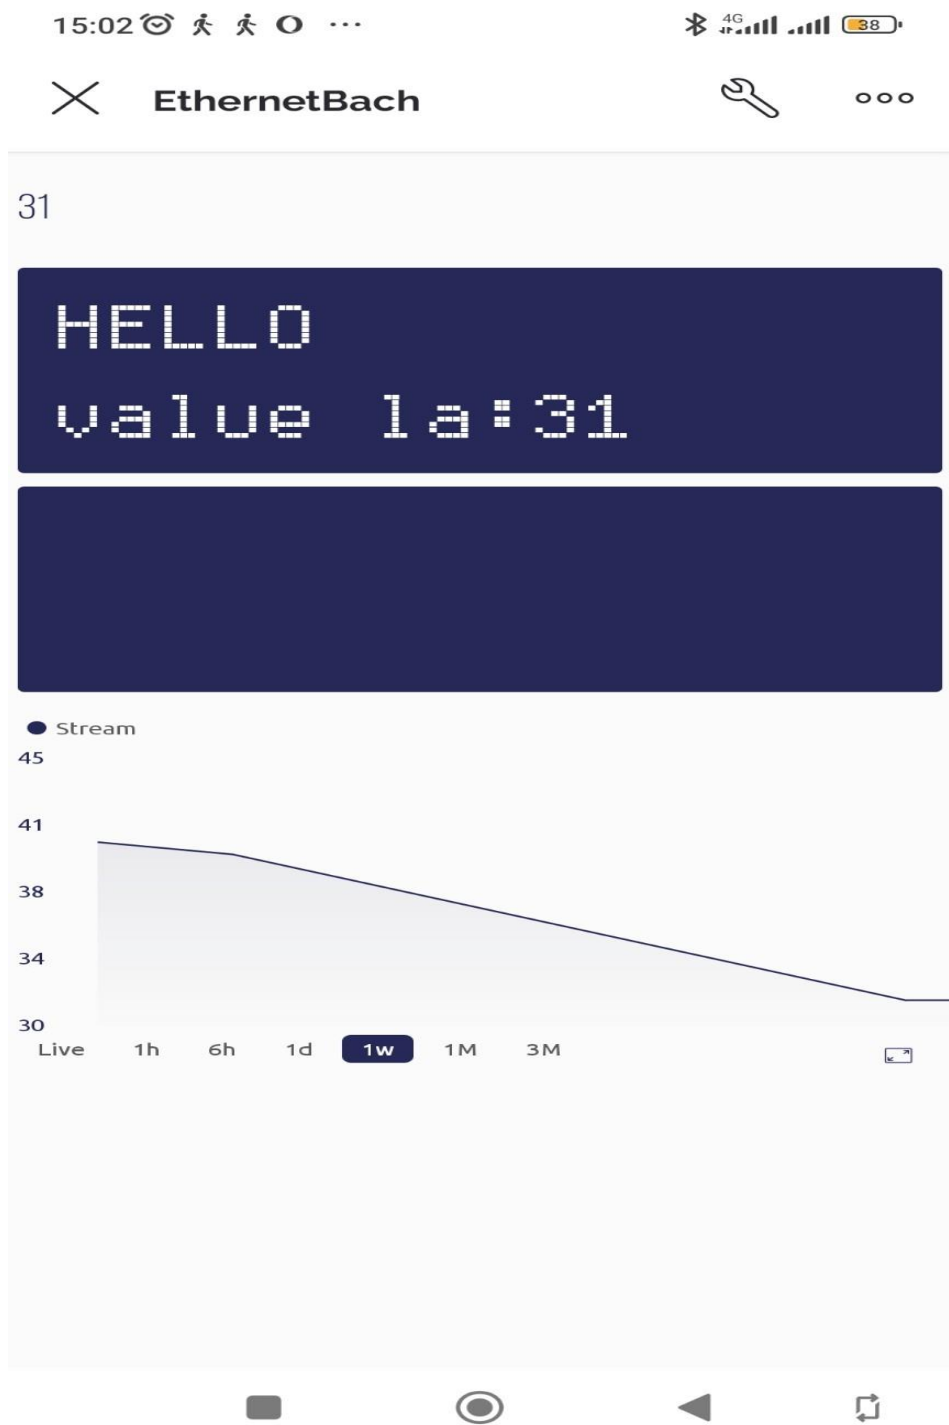 15:02 ...
4G 38
EthernetBach
31
HELLO
value la:31
Stream
45
41
38
34
30
Live 1h 6h 1d 1w 1M 3M